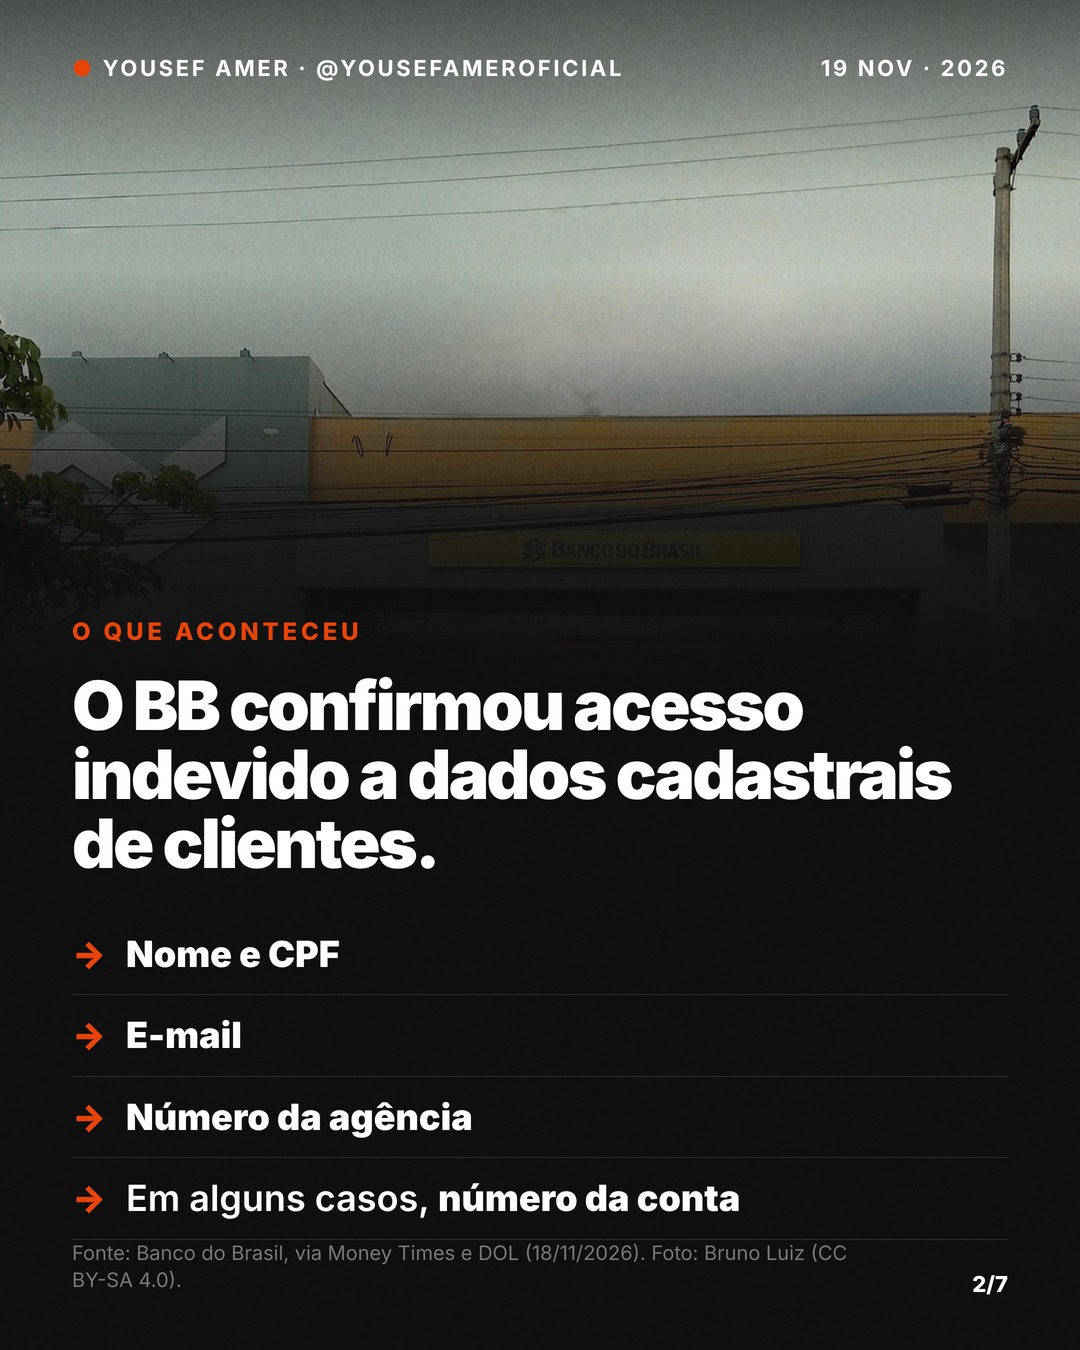 YOUSEF AMER · @YOUSEFAMEROFICIAL
19 NOV · 2026
BANCO DO BRASIL
O QUE ACONTECEU
O BB confirmou acesso
indevido a dados cadastrais
de clientes.
→ Nome e CPF
→ E-mail
→ Número da agência
→ Em alguns casos, número da conta
Fonte: Banco do Brasil, via Money Times e DOL (18/11/2026). Foto: Bruno Luiz (CC
BY-SA 4.0).
2/7